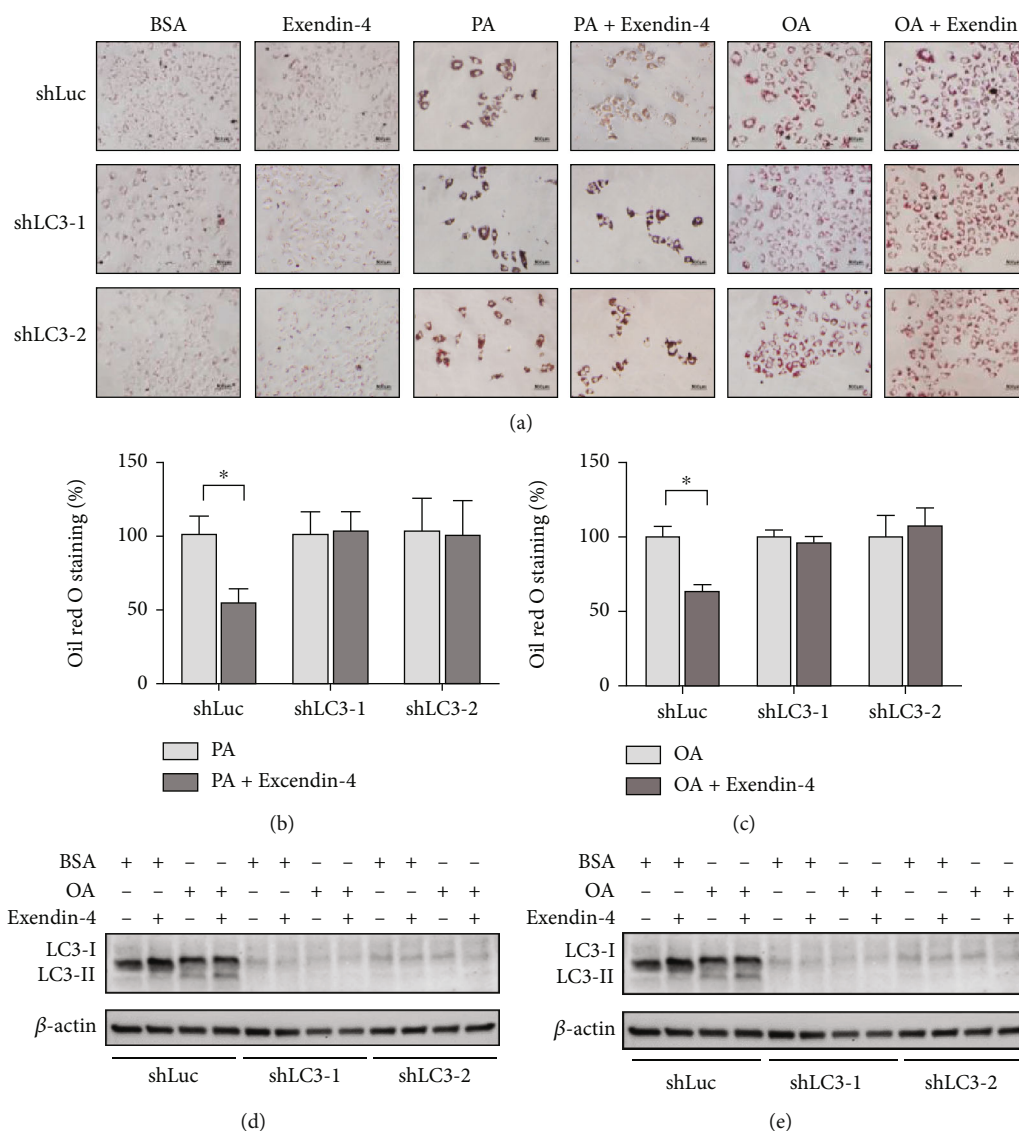 BSA Exendin-4 PA PA + Exendin-4 OA OA + Exendin
shLuc
shLC3-1
shLC3-2
(a)
Oil red O staining (%)
150
100
50
0
*
shLuc shLC3-1 shLC3-2
PA
PA + Excendin-4
(b)
Oil red O staining (%)
150
100
50
0
*
shLuc shLC3-1 shLC3-2
OA
OA + Exendin-4
(c)
BSA + + – – + + – – + + – –
OA – – + + – – + + – – + +
Exendin-4 – + – + – + – + – + – +
LC3-I
LC3-II
β-actin
shLuc shLC3-1 shLC3-2
(d)
BSA + + – – + + – – + + – –
OA – – + + – – + + – – + +
Exendin-4 – + – + – + – + – + – +
LC3-I
LC3-II
β-actin
shLuc shLC3-1 shLC3-2
(e)